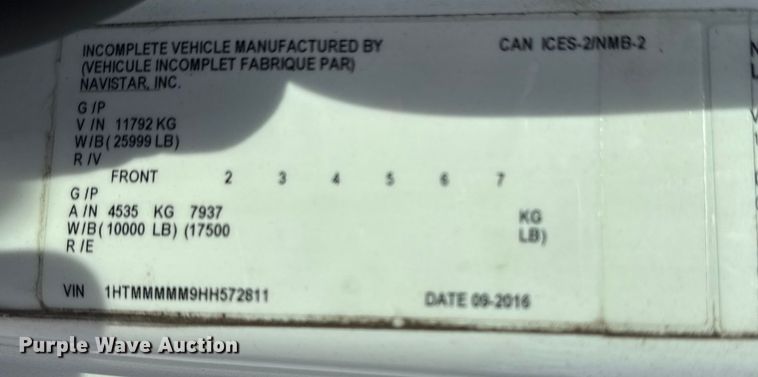 INCOMPLETE VEHICLE MANUFACTURED BY CAN ICES-2/NMB-2
(VEHICULE INCOMPLET FABRIQUE PAR)
NAVISTAR, INC.
G /P
V /N 11792 KG
W/B( 25999 LB)
R /V
FRONT 2 3 4 5 6 7
G /P
A /N 4535 KG 7937 KG
W/B( 10000 LB) (17500 LB)
R /E
VIN 1HTMMMMM9HH572811 DATE 09-2016
Purple Wave Auction